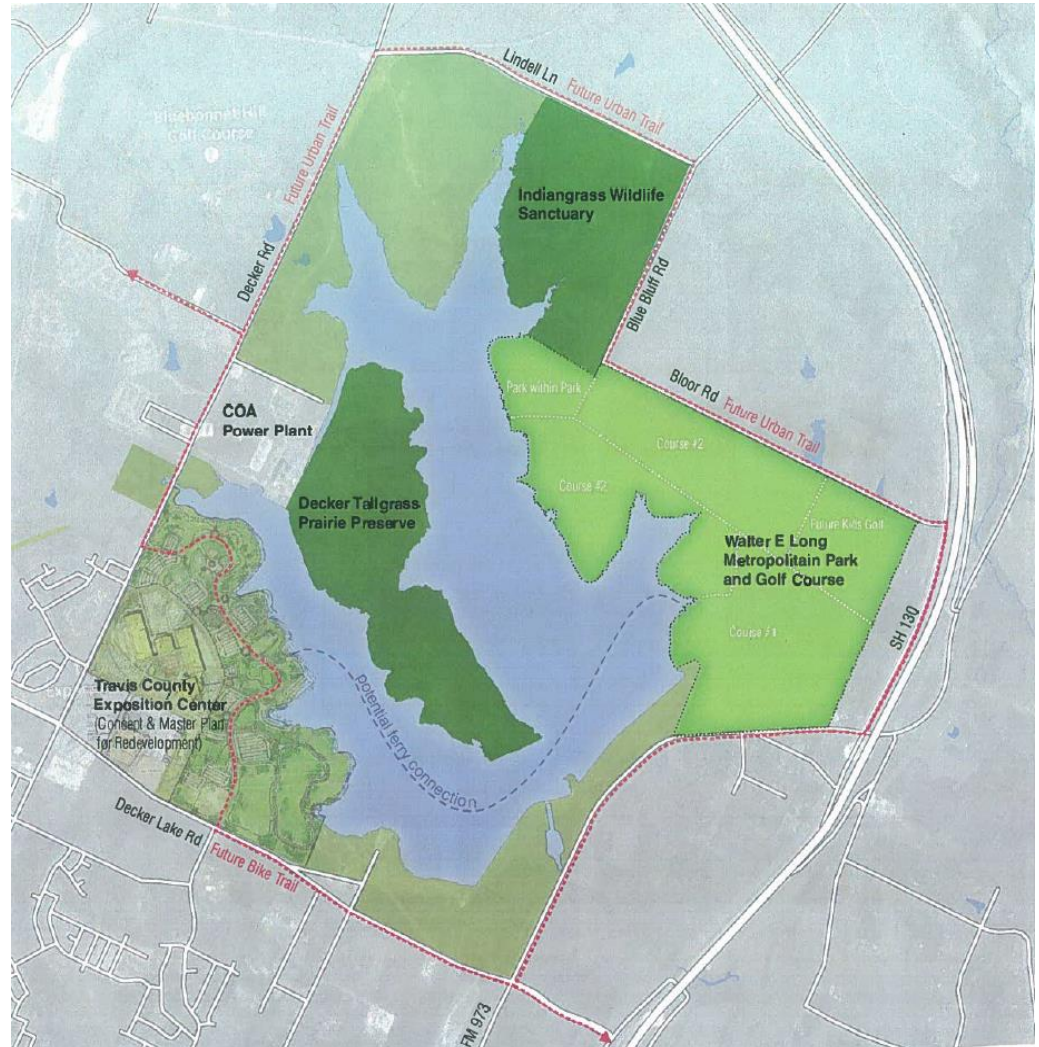 Lindell Ln Future Urban Trail
Bluebonnet Hill
Golf Course
Future Urban Trail
Decker Rd
Indiangrass Wildlife
Sanctuary
Blue Bluff Rd
Park within Park
Bloor Rd Future Urban Trail
COA
Power Plant
Course #2
Course #2
Decker Tallgrass
Prairie Preserve
Future Kids Golf
Walter E Long
Metropolitain Park
and Golf Course
Course #1
SH 130
Travis County
Exposition Center
(Consent & Master Plan
for Redevelopment)
potential ferry connection
Decker Lake Rd
Future Bike Trail
FM 973